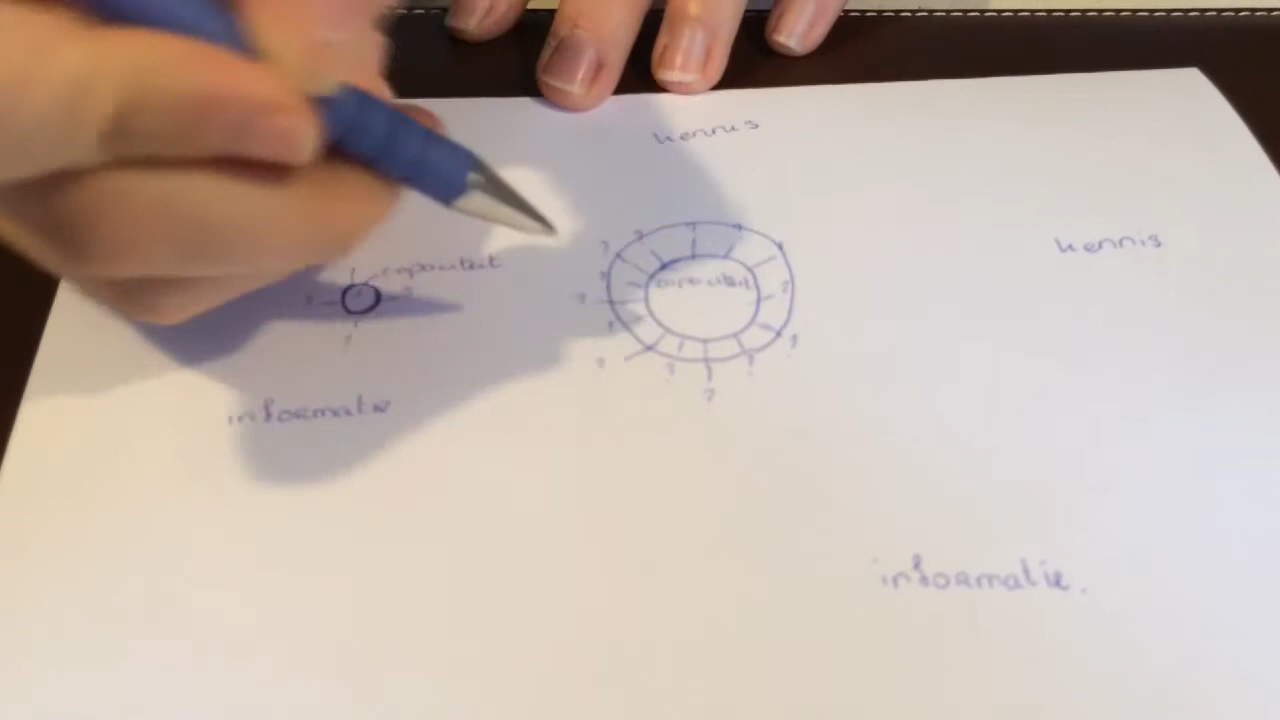 kennis
kennis
capaciteit
capaciteit
? ? ? ? ? ? ? ? ? ? ? ?
informatie
informatie.